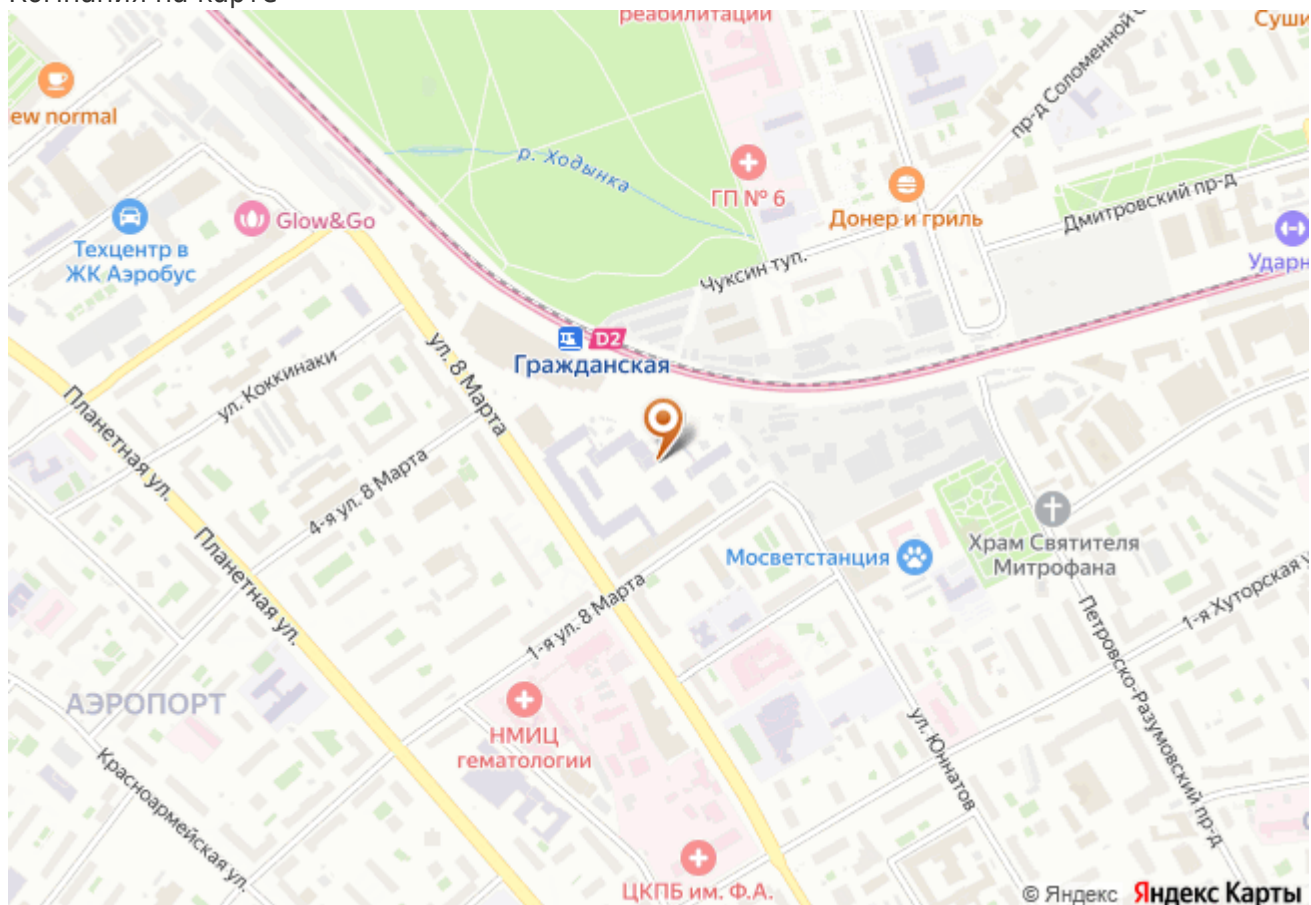 реабилитации
Суши
ew normal
пр-д Соломенной
р. Ходынка
ГП № 6
Донер и гриль
Дмитровский пр-д
Glow&Go
Техцентр в
ЖК Аэробус
Чуксин туп.
Ударн
D2
Гражданская
ул. 8 Марта
ул. Коккинаки
Планетная ул.
4-я ул. 8 Марта
Мосветстанция
Храм Святителя
Митрофана
Планетная ул.
1-я ул. 8 Марта
1-я Хуторская у
Петровско-Разумовский пр-д
АЭРОПОРТ
НМИЦ
гематологии
ул. Юннатов
Красноармейская ул.
ЦКПБ им. Ф.А.
© Яндекс Яндекс Карты